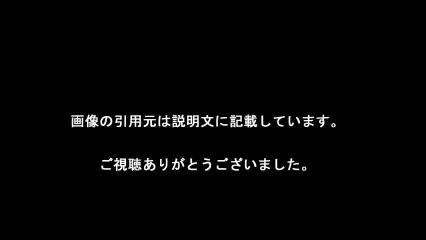 画像の引用元は説明文に記載しています。
ご視聴ありがとうございました。